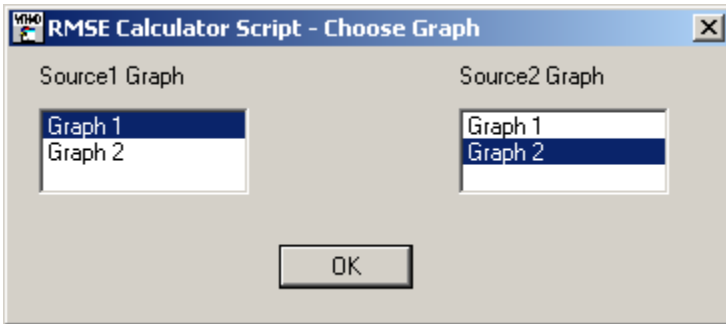 RMSE Calculator Script - Choose Graph
Source1 Graph
Source2 Graph
Graph 1
Graph 2
Graph 1
Graph 2
OK